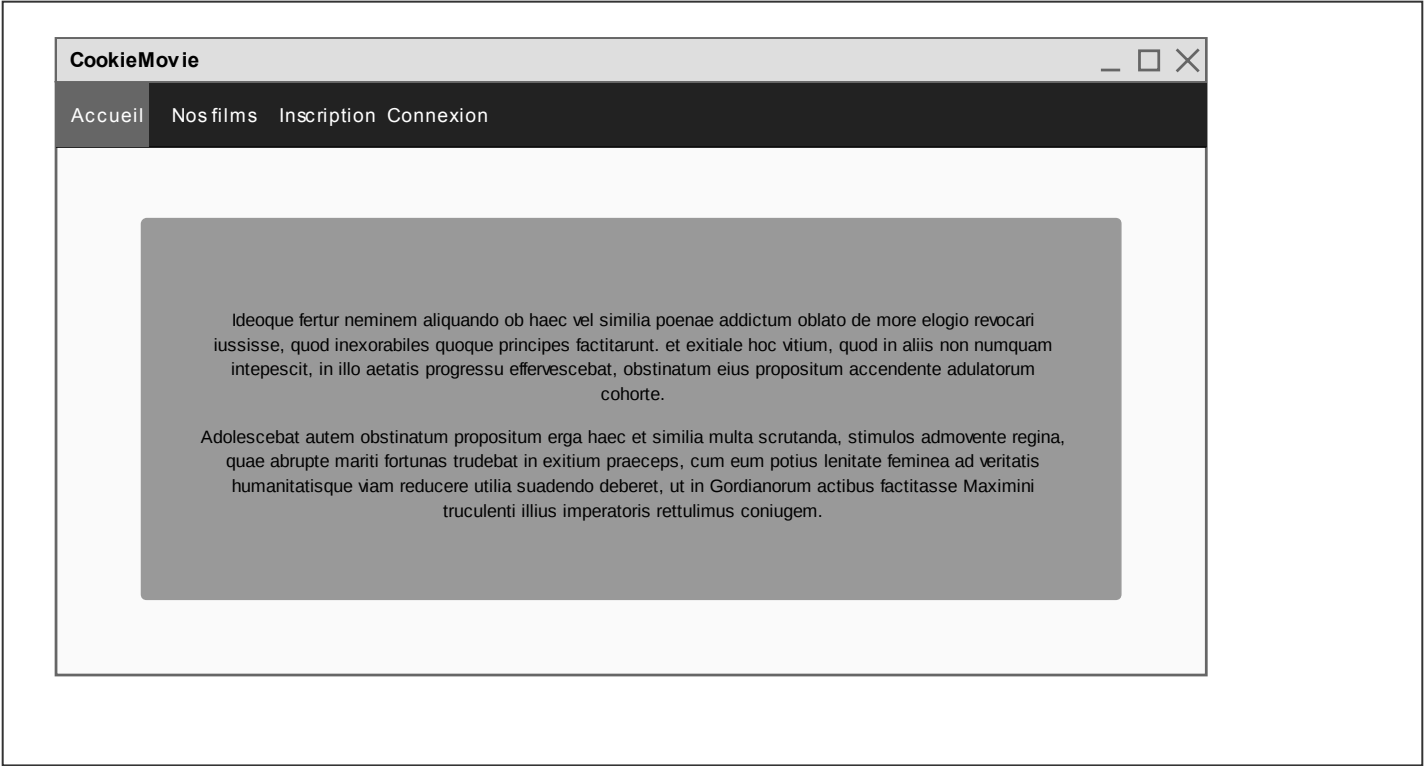 CookieMovie
Accueil Nos films Inscription Connexion
Ideoque fertur neminem aliquando ob haec vel similia poenae addictum oblato de more elogio revocari
iussisse, quod inexorabiles quoque principes factitarunt. et exitiale hoc vitium, quod in aliis non numquam
intepescit, in illo aetatis progressu effervescebat, obstinatum eius propositum accendente adulatorum
cohorte.
Adolescebat autem obstinatum propositum erga haec et similia multa scrutanda, stimulos admovente regina,
quae abrupte mariti fortunas trudebat in exitium praeceps, cum eum potius lenitate feminea ad veritatis
humanitatisque viam reducere utilia suadendo deberet, ut in Gordianorum actibus factitasse Maximini
truculenti illius imperatoris rettulimus coniugem.